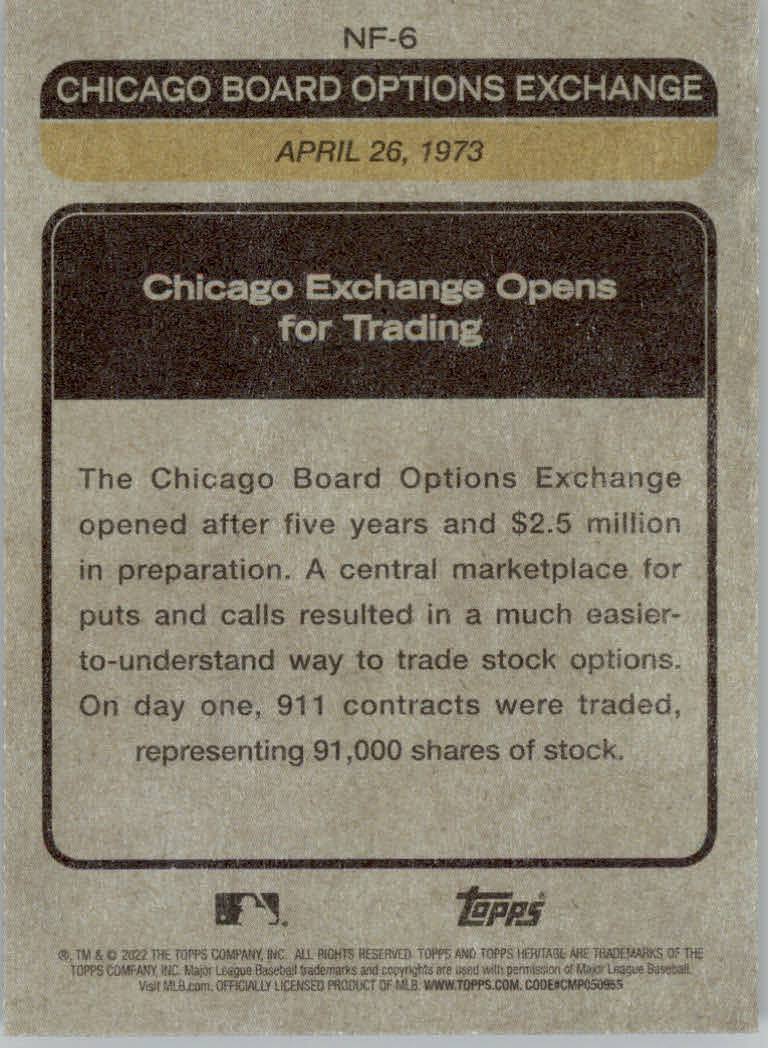 NF-6
CHICAGO BOARD OPTIONS EXCHANGE
APRIL 26, 1973
Chicago Exchange Opens
for Trading
The Chicago Board Options Exchange
opened after five years and $2.5 million
in preparation. A central marketplace for
puts and calls resulted in a much easier-
to-understand way to trade stock options.
On day one, 911 contracts were traded,
representing 91,000 shares of stock.
topps®
®, TM & © 2022 THE TOPPS COMPANY, INC. ALL RIGHTS RESERVED. TOPPS AND TOPPS HERITAGE ARE TRADEMARKS OF THE
TOPPS COMPANY, INC. Major League Baseball trademarks and copyrights are used with permission of Major League Baseball.
Visit MLB.com. OFFICIALLY LICENSED PRODUCT OF MLB. WWW.TOPPS.COM. CODE#CMP050965